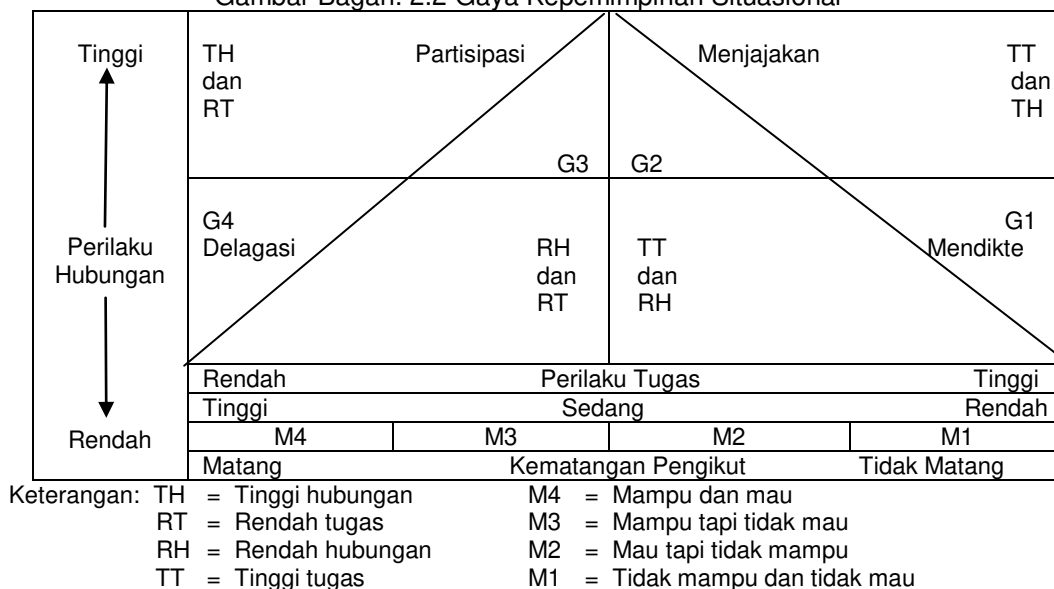 Gambar Bagan: 2.2 Gaya Kepemimpinan Situasional
Tinggi TH Partisipasi Menjajakan TT
dan dan
RT TH
G3 G2
G4 G1
Perilaku Delagasi RH TT Mendikte
Hubungan dan dan
RT RH
Rendah Perilaku Tugas Tinggi
Tinggi Sedang Rendah
Rendah M4 M3 M2 M1
Matang Kematangan Pengikut Tidak Matang
Keterangan: TH = Tinggi hubungan M4 = Mampu dan mau
RT = Rendah tugas M3 = Mampu tapi tidak mau
RH = Rendah hubungan M2 = Mau tapi tidak mampu
TT = Tinggi tugas M1 = Tidak mampu dan tidak mau